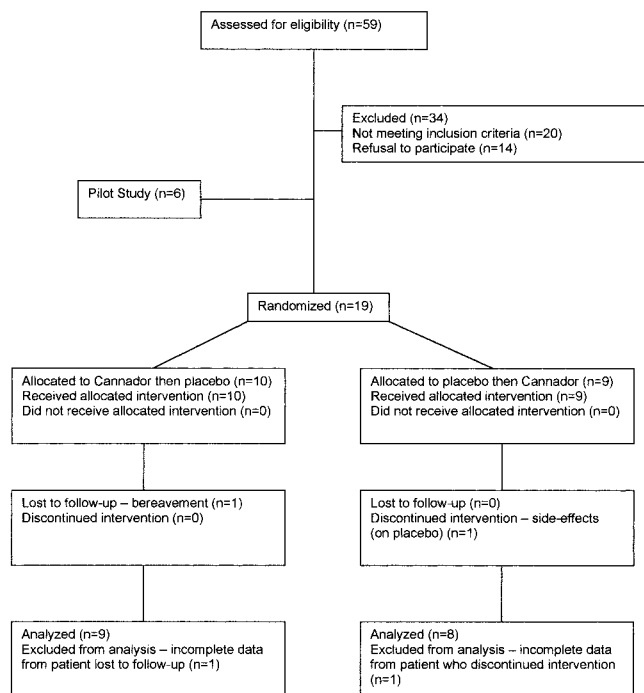 Assessed for eligibility (n=59)
Excluded (n=34)
Not meeting inclusion criteria (n=20)
Refusal to participate (n=14)
Pilot Study (n=6)
Randomized (n=19)
Allocated to Cannador then placebo (n=10)
Received allocated intervention (n=10)
Did not receive allocated intervention (n=0)
Allocated to placebo then Cannador (n=9)
Received allocated intervention (n=9)
Did not receive allocated intervention (n=0)
Lost to follow-up – bereavement (n=1)
Discontinued intervention (n=0)
Lost to follow-up (n=0)
Discontinued intervention – side-effects
(on placebo) (n=1)
Analyzed (n=9)
Excluded from analysis – incomplete data
from patient lost to follow-up (n=1)
Analyzed (n=8)
Excluded from analysis – incomplete data
from patient who discontinued intervention
(n=1)